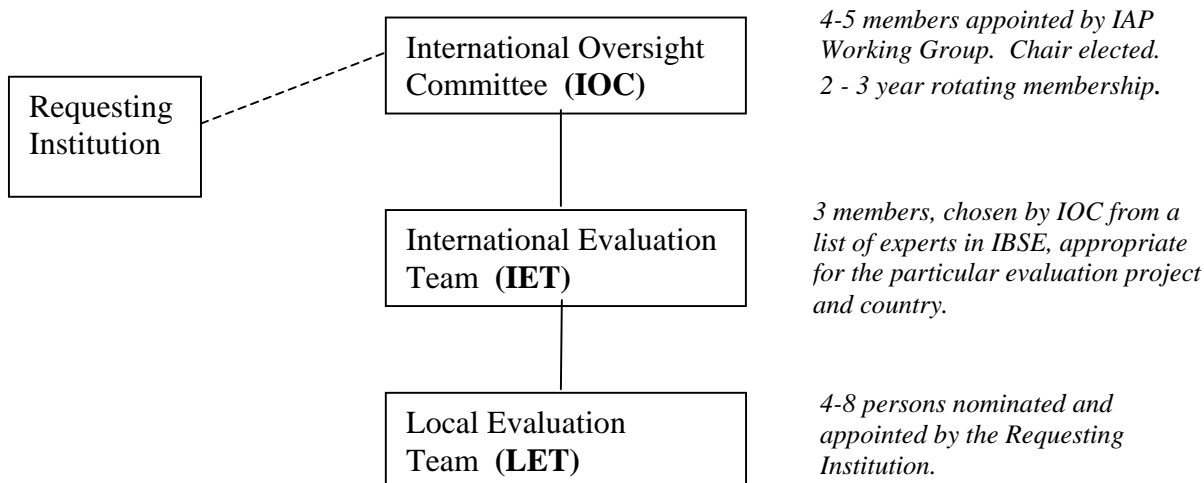 International Oversight
Committee (IOC)
4-5 members appointed by IAP
Working Group. Chair elected.
2 - 3 year rotating membership.
Requesting
Institution
International Evaluation
Team (IET)
3 members, chosen by IOC from a
list of experts in IBSE, appropriate
for the particular evaluation project
and country.
Local Evaluation
Team (LET)
4-8 persons nominated and
appointed by the Requesting
Institution.